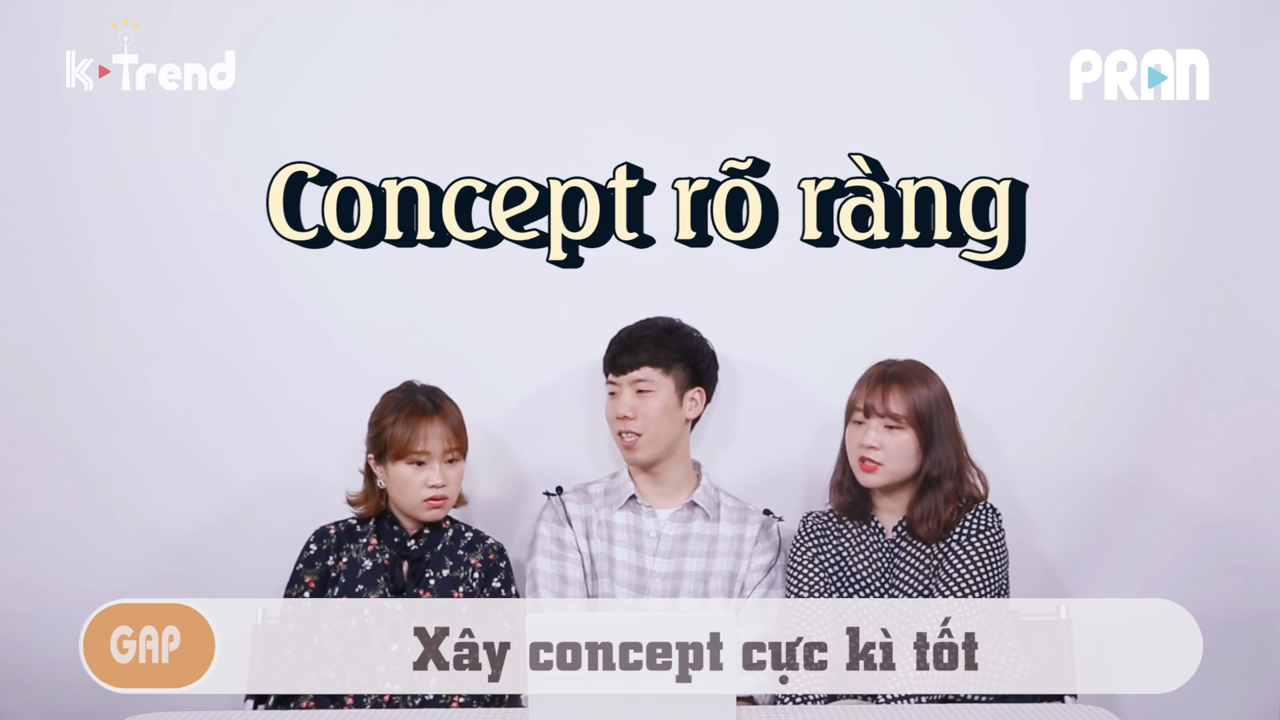 K Trend
PRAN
Concept rõ ràng
GAP
Xây concept cực kì tốt